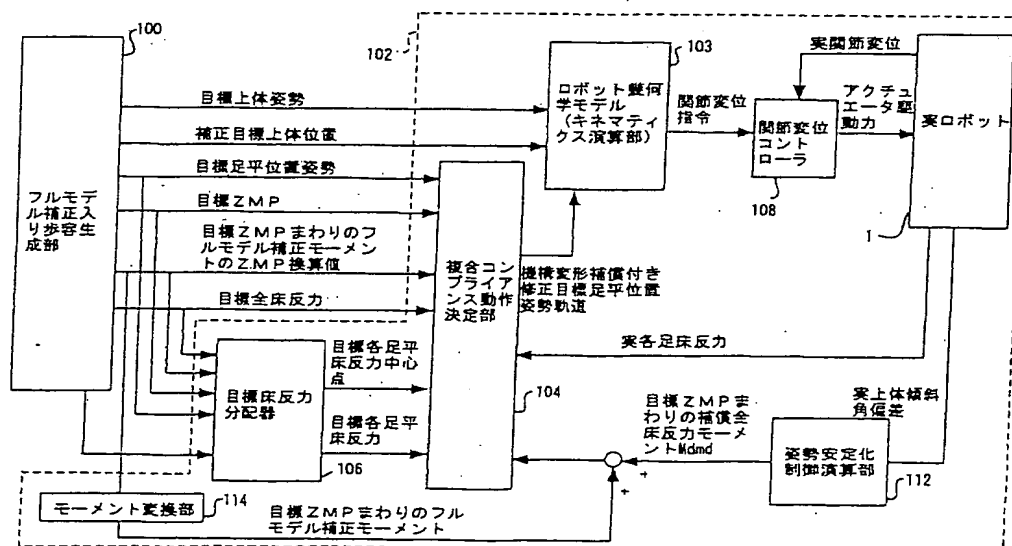 100
102
103
実関節変位
ロボット幾何
学モデル
(キネマティ
クス演算部)
関節変位
指令
アクチュ
エータ駆
動力
関節変位
コント
ローラ
108
実ロボット
1
目標上体姿勢
補正目標上体位置
目標足平位置姿勢
目標ZMP
目標ZMPまわりのフ
ルモデル補正モーメ
ントのZMP換算値
目標全床反力
フルモデ
ル補正入
り歩容生
成部
複合コン
プライア
ンス動作
決定部
104
機構変形補償付き
修正目標足平位置
姿勢軌道
実各足床反力
目標各足平
床反力中心
点
目標床反力
分配器
106
目標各足平
床反力
目標ZMPま
わりの補償全
床反力モーメ
ントMdmd
実上体傾斜
角偏差
姿勢安定化
制御演算部
112
+
+
モーメント変換部
114
目標ZMPまわりのフル
モデル補正モーメント